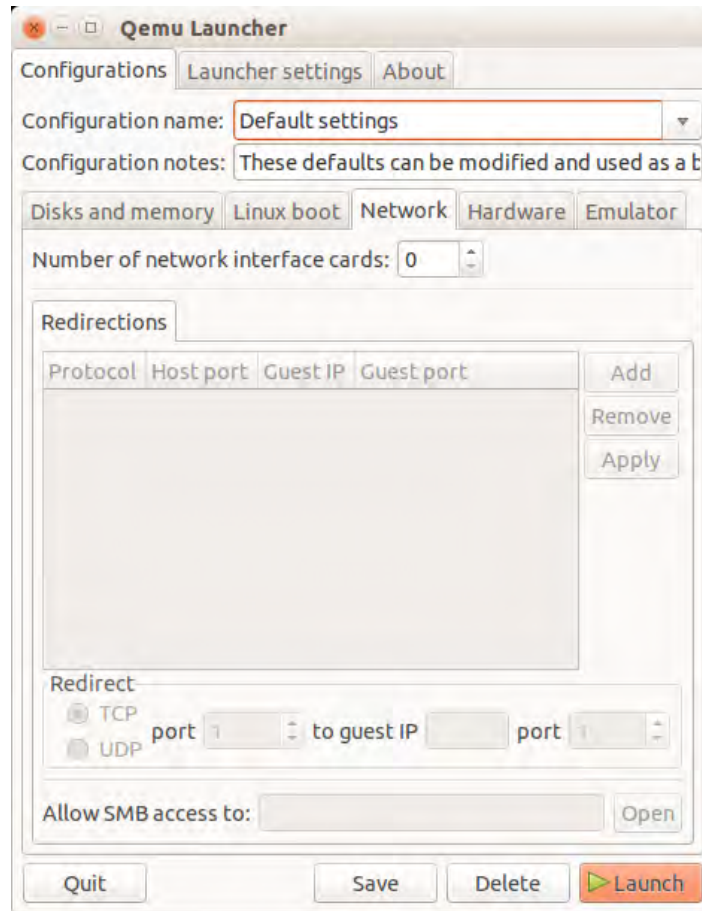 Qemu Launcher
Configurations Launcher settings About
Configuration name: Default settings
Configuration notes: These defaults can be modified and used as a b
Disks and memory Linux boot Network Hardware Emulator
Number of network interface cards: 0
Redirections
Protocol Host port Guest IP Guest port Add
Remove
Apply
Redirect
TCP
port 1 to guest IP port 1
UDP
Allow SMB access to: Open
Quit Save Delete Launch